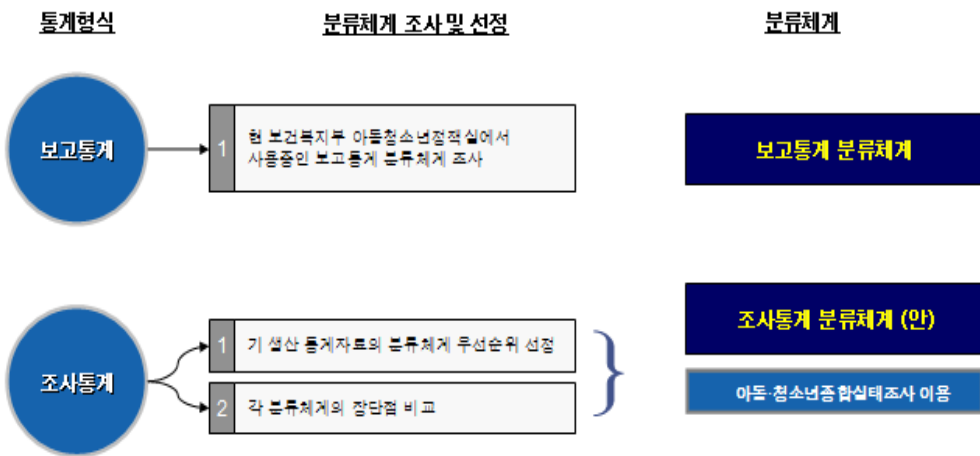 통계형식
분류체계 조사 및 선정
분류체계
보고통계
1
현 보건복지부 아동청소년정책실에서
사용중인 보고통계 분류체계 조사
보고통계 분류체계
조사통계
1
기 생산 통계자료의 분류체계 우선순위 선정
2
각 분류체계의 장단점 비교
조사통계 분류체계 (안)
아동·청소년종합실태조사 이용